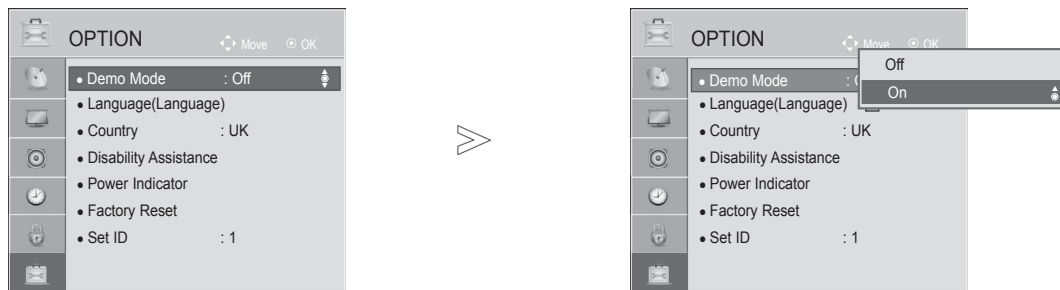 OPTION
Move OK
• Demo Mode : Off
• Language(Language)
• Country : UK
• Disability Assistance
• Power Indicator
• Factory Reset
• Set ID : 1
>
OPTION
Move OK
Off
On
• Demo Mode : O
• Language(Language)
• Country : UK
• Disability Assistance
• Power Indicator
• Factory Reset
• Set ID : 1